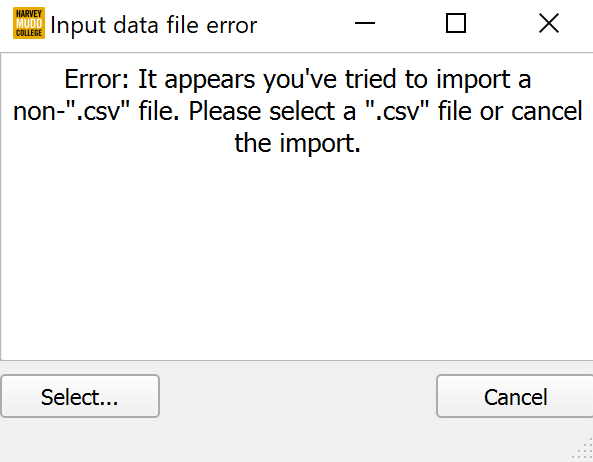 HARVEY
MUDD
COLLEGE
Input data file error
Error: It appears you've tried to import a
non-".csv" file. Please select a ".csv" file or cancel
the import.
Select...
Cancel